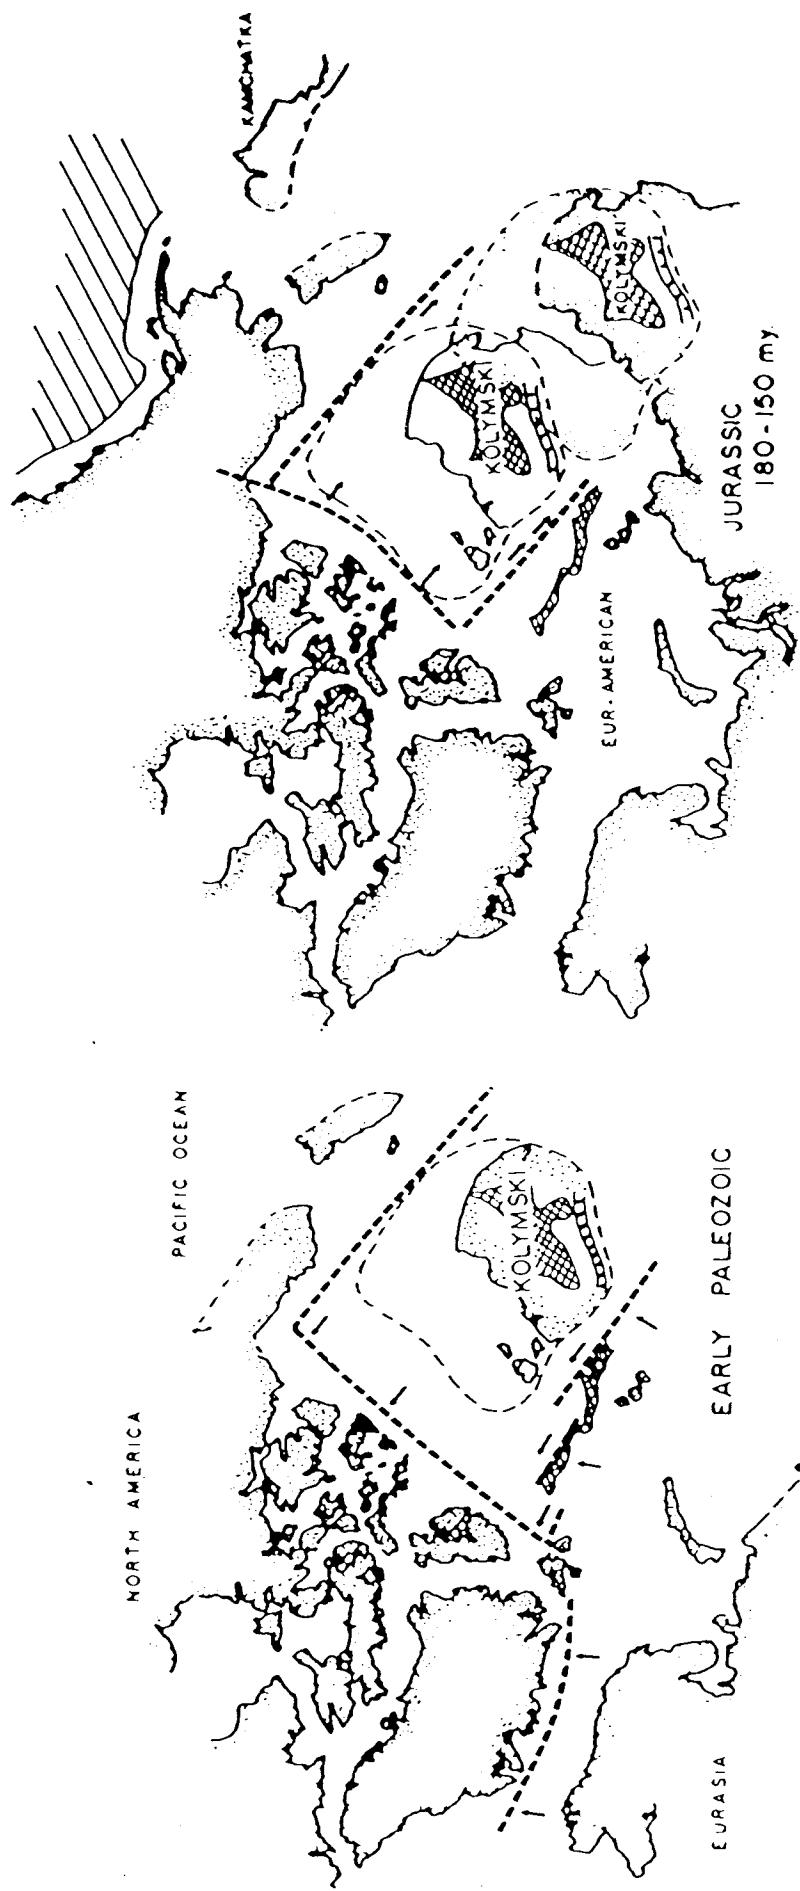 NORTH AMERICA
PACIFIC OCEAN
KOLYMSKI
EURASIA
EARLY PALEOZOIC
KAMCHATKA
KOLYMSKI
KOLYMSKI
EUR-AMERICAN
JURASSIC
180-150 my